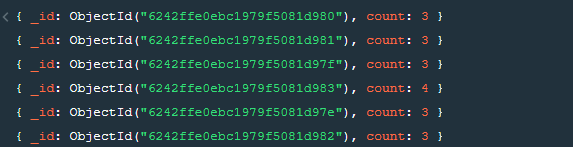 { _id: ObjectId("6242ffe0ebc1979f5081d980"), count: 3 }
{ _id: ObjectId("6242ffe0ebc1979f5081d981"), count: 3 }
{ _id: ObjectId("6242ffe0ebc1979f5081d97f"), count: 3 }
{ _id: ObjectId("6242ffe0ebc1979f5081d983"), count: 4 }
{ _id: ObjectId("6242ffe0ebc1979f5081d97e"), count: 3 }
{ _id: ObjectId("6242ffe0ebc1979f5081d982"), count: 3 }